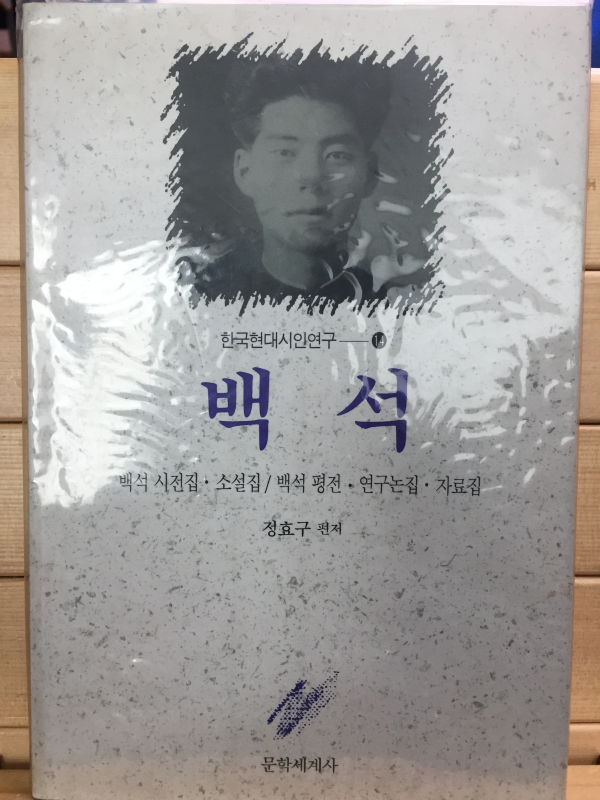 한국현대시인연구 — 14
백 석
백석 시전집 · 소설집 / 백석 평전 · 연구논집 · 자료집
정효구 편저
문학세계사